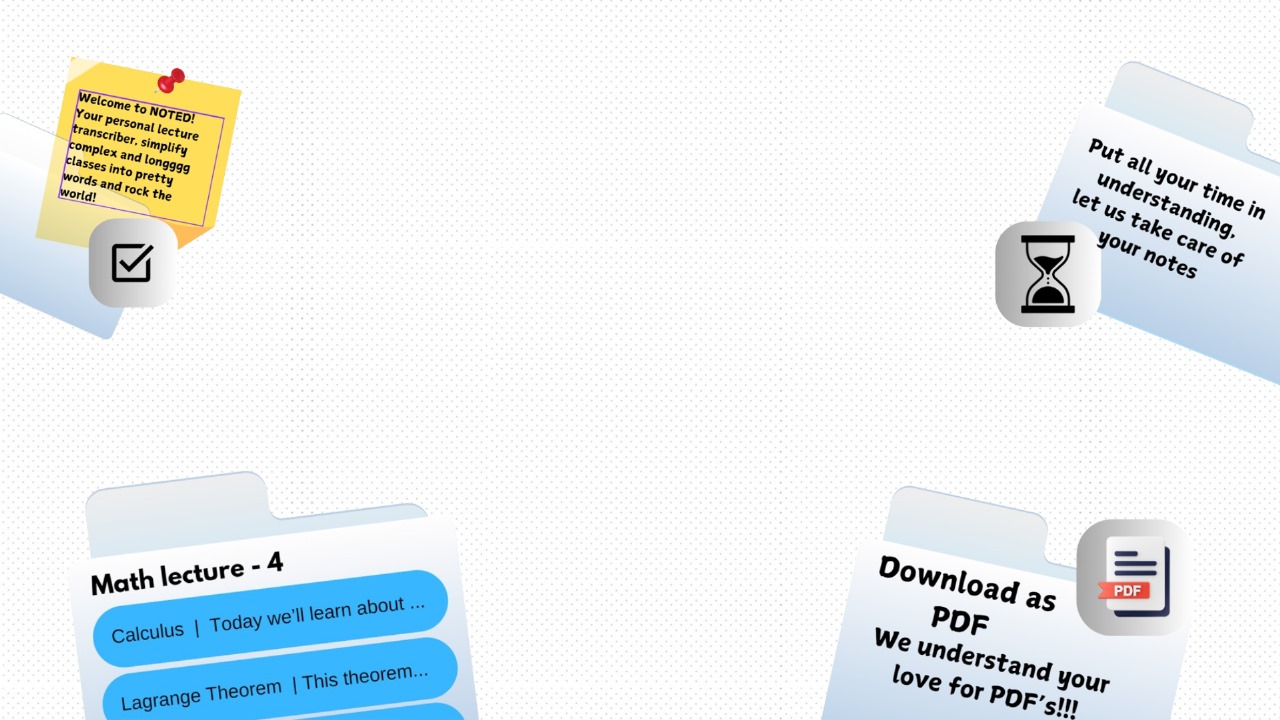 Welcome to NOTED!
Your personal lecture
transcriber, simplify
complex and longggg
classes into pretty
words and rock the
world!
Put all your time in
understanding,
let us take care of
your notes
Math lecture - 4
Calculus | Today we'll learn about ...
Lagrange Theorem | This theorem...
Download as
PDF
We understand your
love for PDF's!!!
PDF